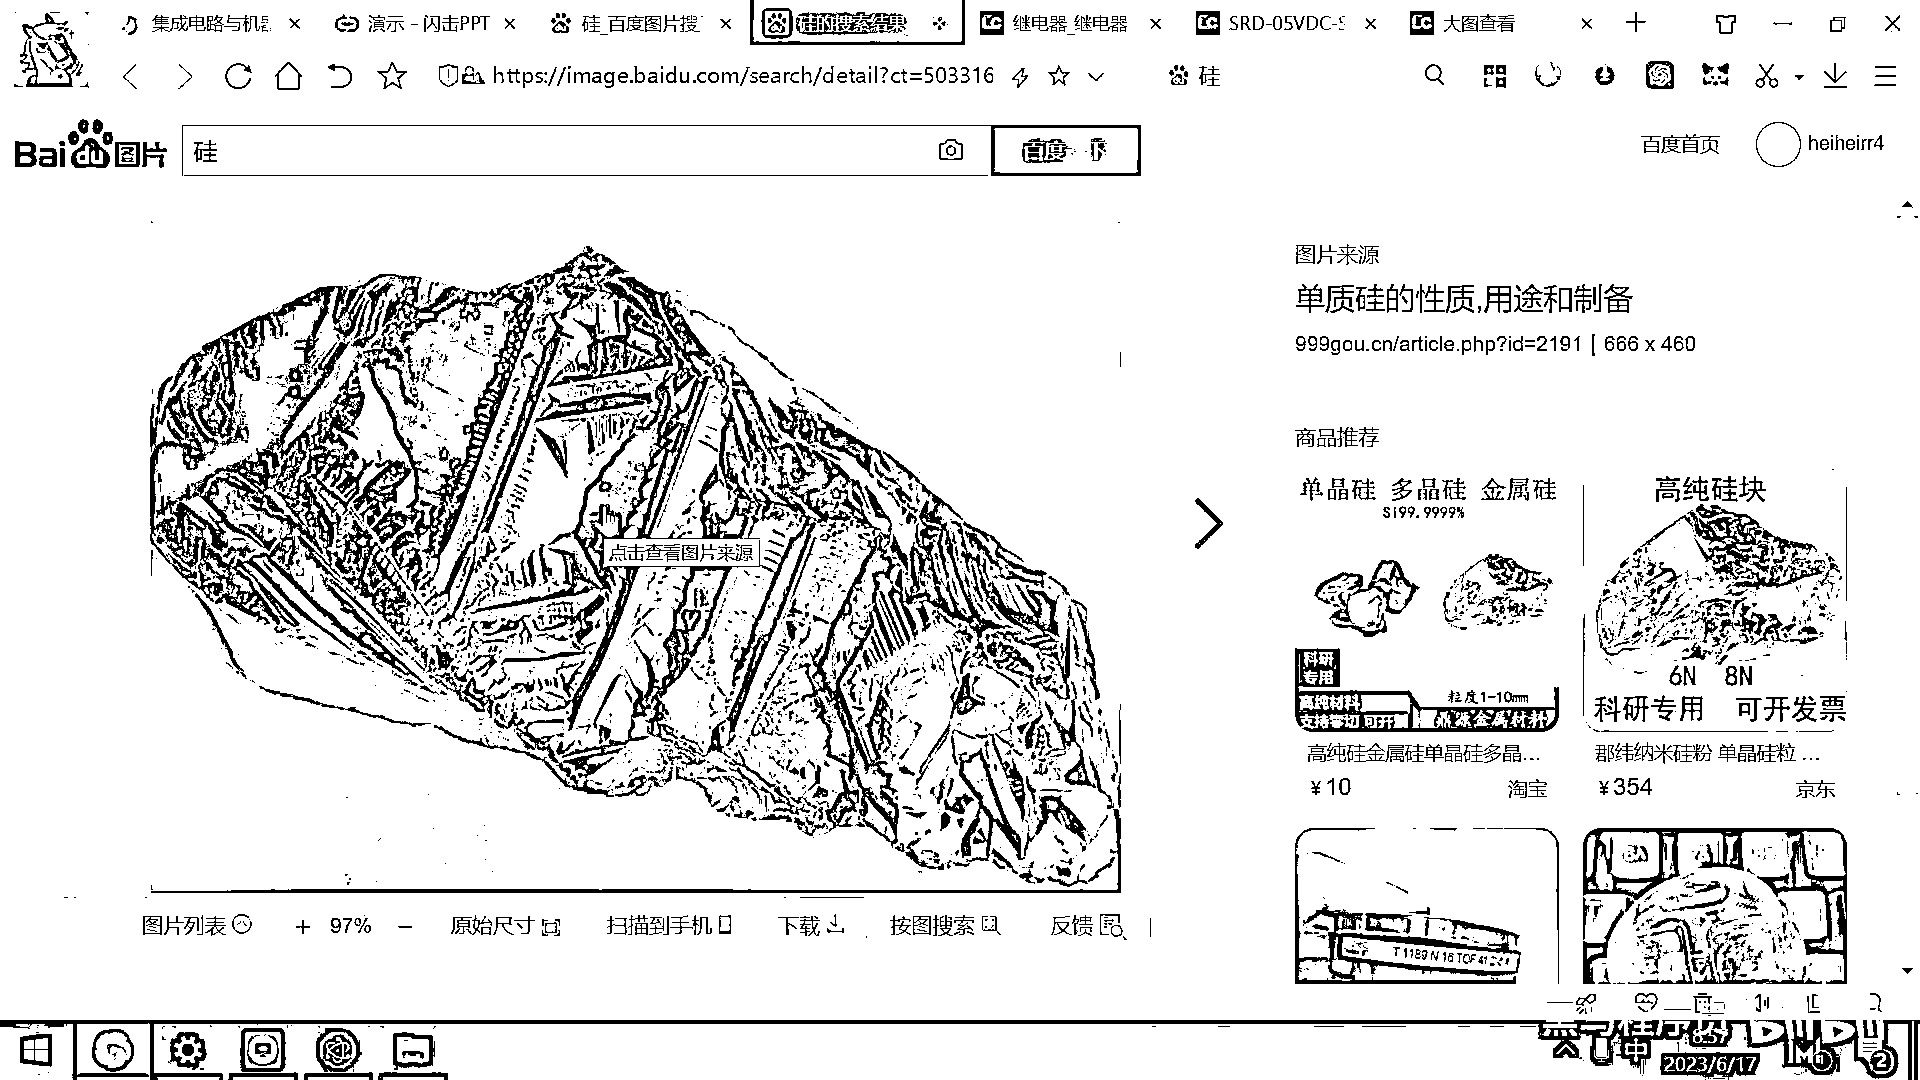 集成电路与机器
演示 - 闪击PPT
硅_百度图片搜
硅的搜索结果
继电器_继电器
SRD-05VDC-S
大图查看
https://image.baidu.com/search/detail?ct=503316
硅
Bai du 图片
硅
百度一下
百度首页
heiheirr4
图片来源
单质硅的性质,用途和制备
999gou.cn/article.php?id=2191 | 666 x 460
商品推荐
单晶硅 多晶硅 金属硅
Si99.9999%
科研
专用
高纯材料
支持零切 可开票
粒度1-10mm
鼎源金属材料
高纯硅块
6N 8N
科研专用 可开发票
高纯硅金属硅单晶硅多晶...
¥10
淘宝
郡纬纳米硅粉 单晶硅粒 ...
¥354
京东
点击查看图片来源
T 1189 N 16 TOF
图片列表
+ 97% −
原始尺寸
扫描到手机
下载
按图搜索
反馈
中
8:57
2023/6/17
2